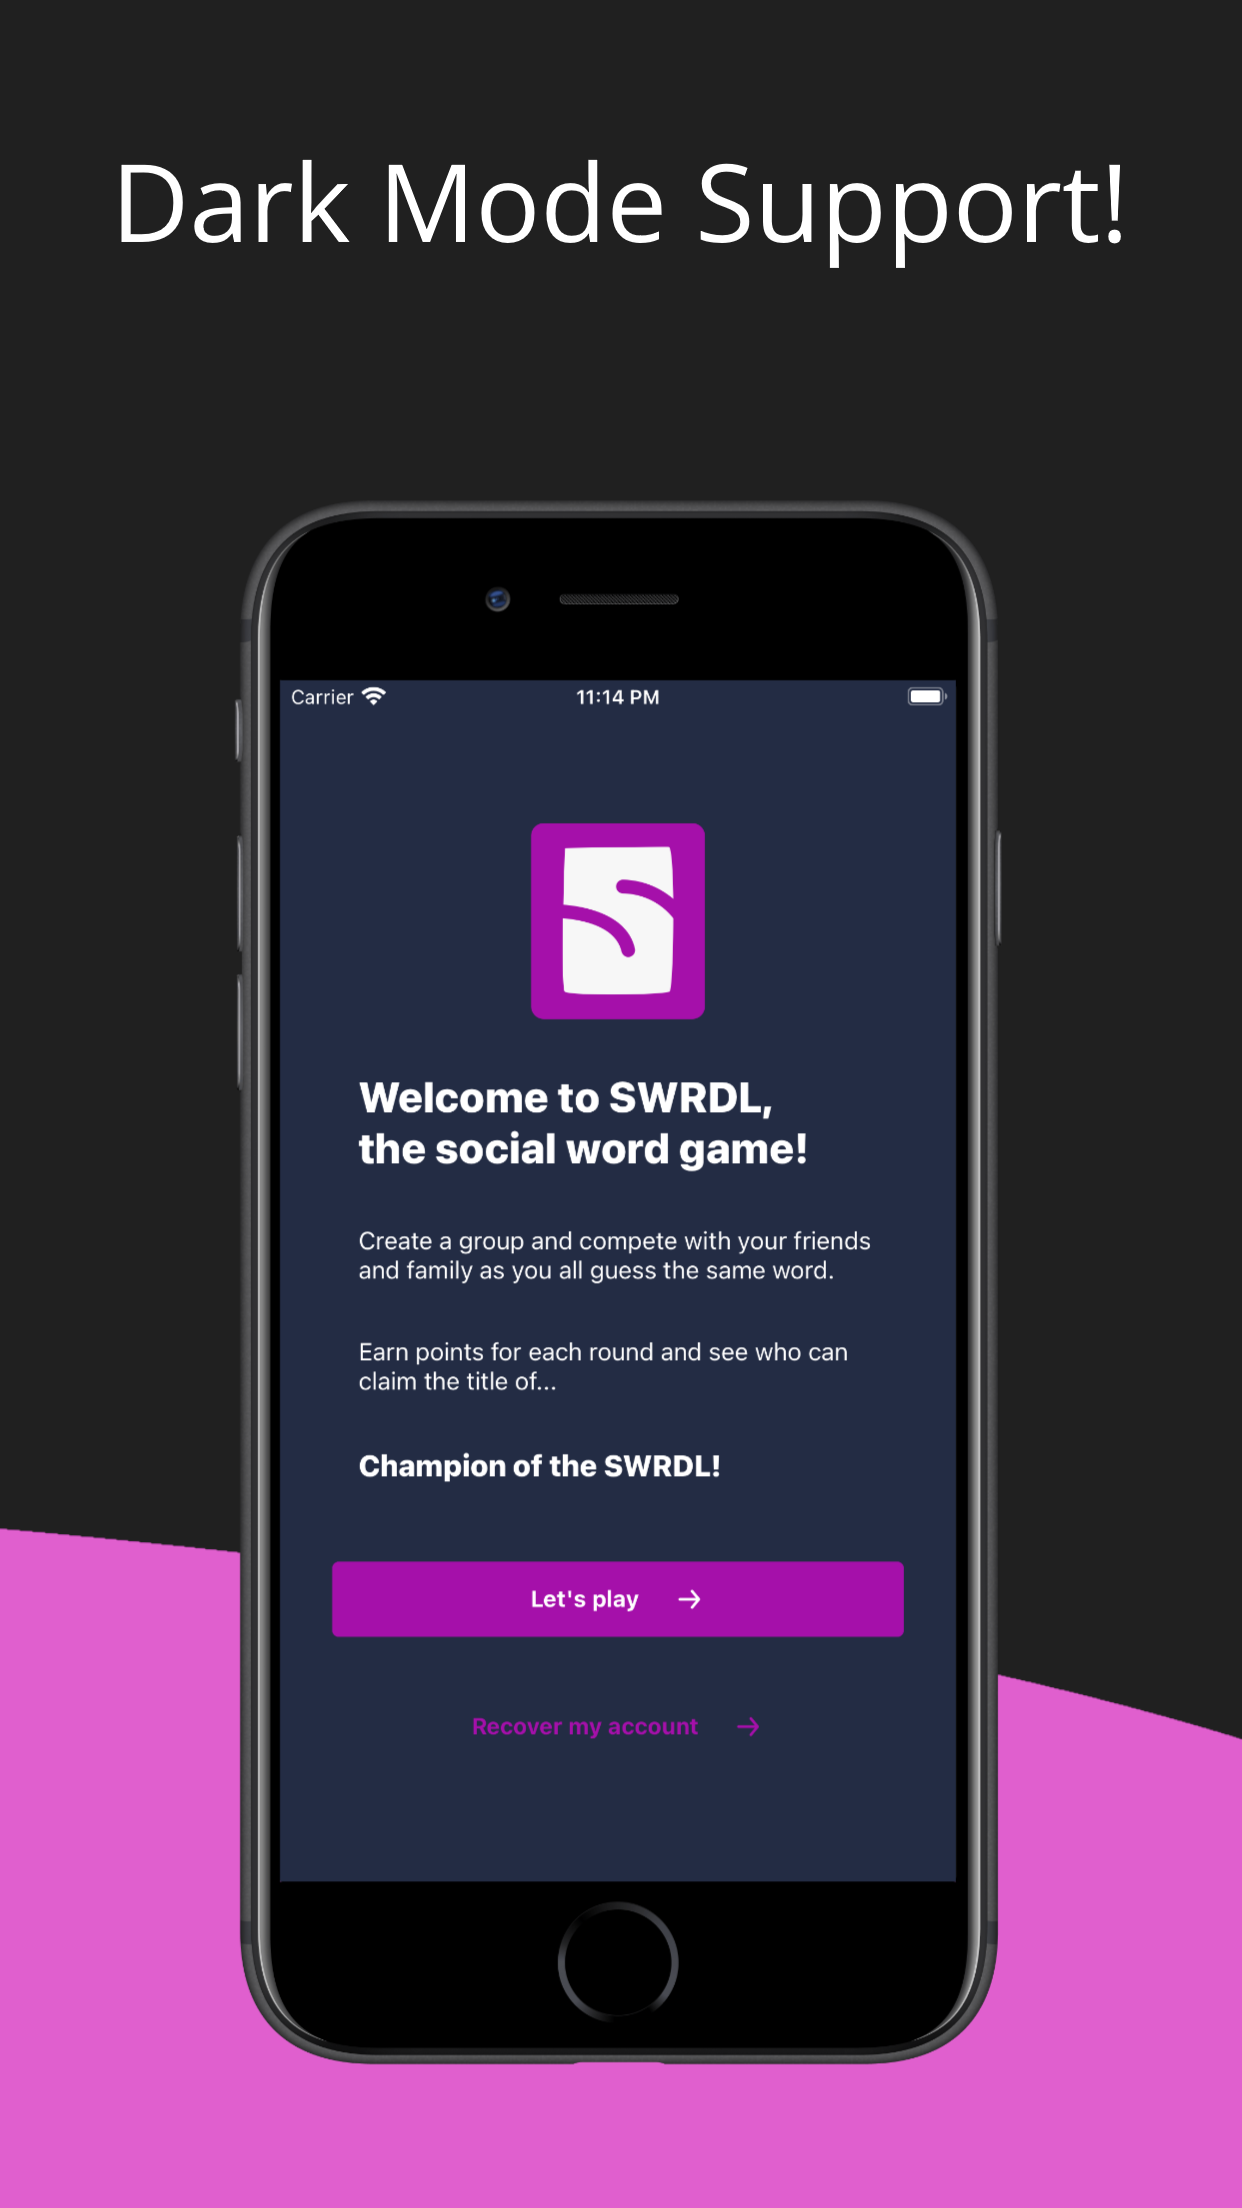 Dark Mode Support!
Carrier
11:14 PM
Welcome to SWRDL,
the social word game!
Create a group and compete with your friends
and family as you all guess the same word.
Earn points for each round and see who can
claim the title of...
Champion of the SWRDL!
Let's play
Recover my account